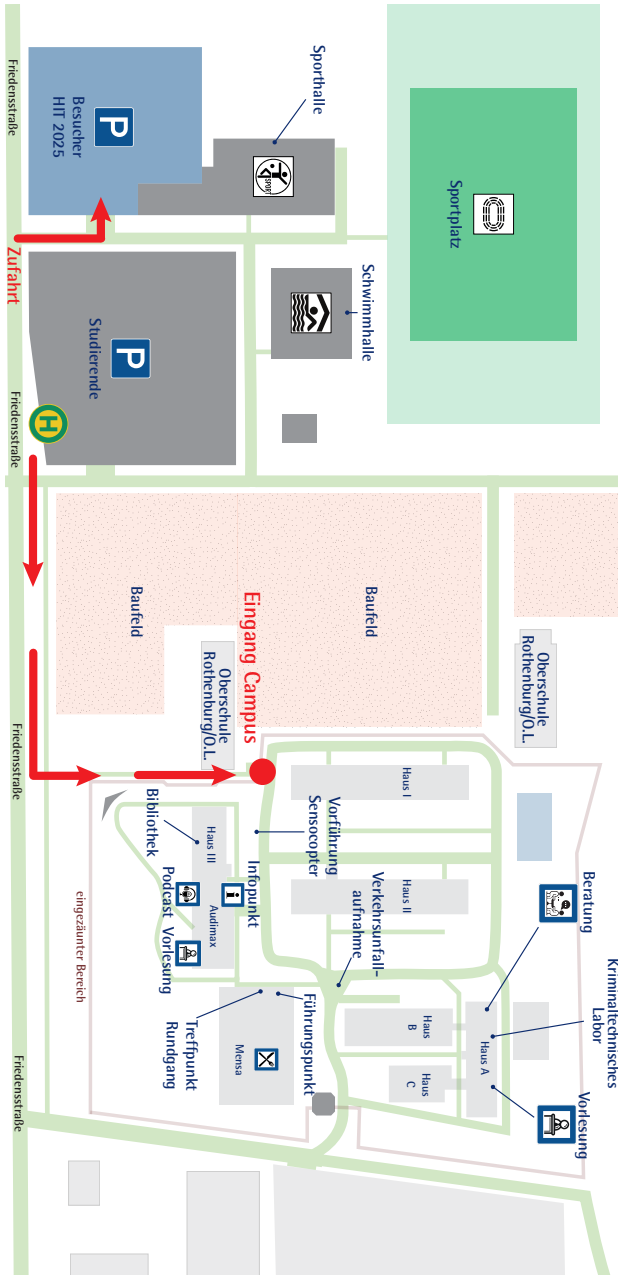 Friedensstraße
Besucher
HIT 2025
P
Sporthalle
SPORT
Sportplatz
Zufahrt
Schwimmhalle
Studierende
P
H
Friedensstraße
Baufeld
Baufeld
Eingang Campus
Oberschule
Rothenburg/O.L.
Oberschule
Rothenburg/O.L.
Friedensstraße
Haus I
Vorführung
Sensocopter
Bibliothek
Haus III
Infopunkt
i
Audimax
Podcast
Vorlesung
eingezäunter Bereich
Haus II
Verkehrsunfall-
aufnahme
Beratung
Kriminaltechnisches
Labor
Haus A
Haus
B
Haus
C
Vorlesung
Führungspunkt
Treffpunkt
Rundgang
Mensa
Friedensstraße